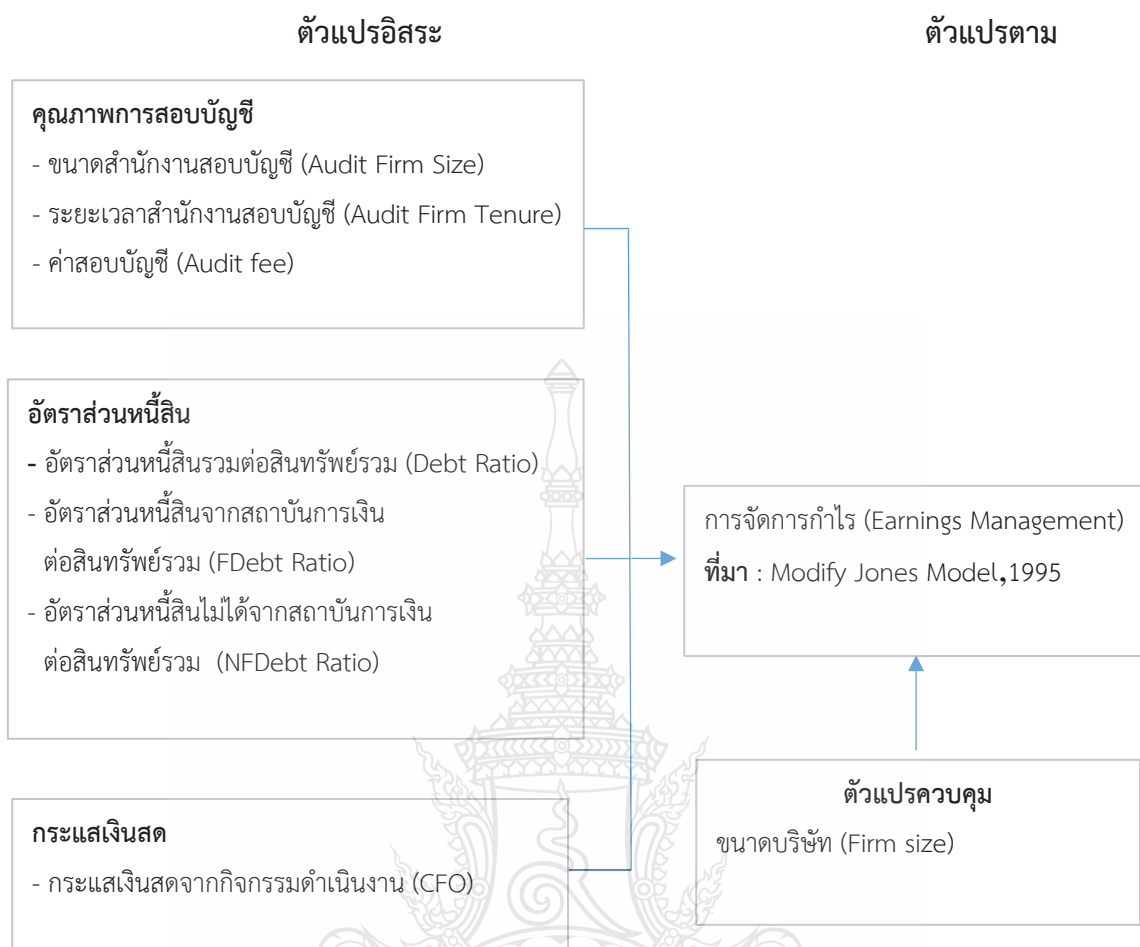 ตัวแปรอิสระ
ตัวแปรตาม
คุณภาพการสอบบัญชี
- ขนาดสำนักงานสอบบัญชี (Audit Firm Size)
- ระยะเวลาสำนักงานสอบบัญชี (Audit Firm Tenure)
- ค่าสอบบัญชี (Audit fee)
อัตราส่วนหนี้สิน
- อัตราส่วนหนี้สินรวมต่อสินทรัพย์รวม (Debt Ratio)
- อัตราส่วนหนี้สินจากสถาบันการเงิน
ต่อสินทรัพย์รวม (FDebt Ratio)
- อัตราส่วนหนี้สินไม่ได้จากสถาบันการเงิน
ต่อสินทรัพย์รวม (NFDebt Ratio)
การจัดการกำไร (Earnings Management)
ที่มา : Modify Jones Model,1995
กระแสเงินสด
- กระแสเงินสดจากกิจกรรมดำเนินงาน (CFO)
ตัวแปรควบคุม
ขนาดบริษัท (Firm size)